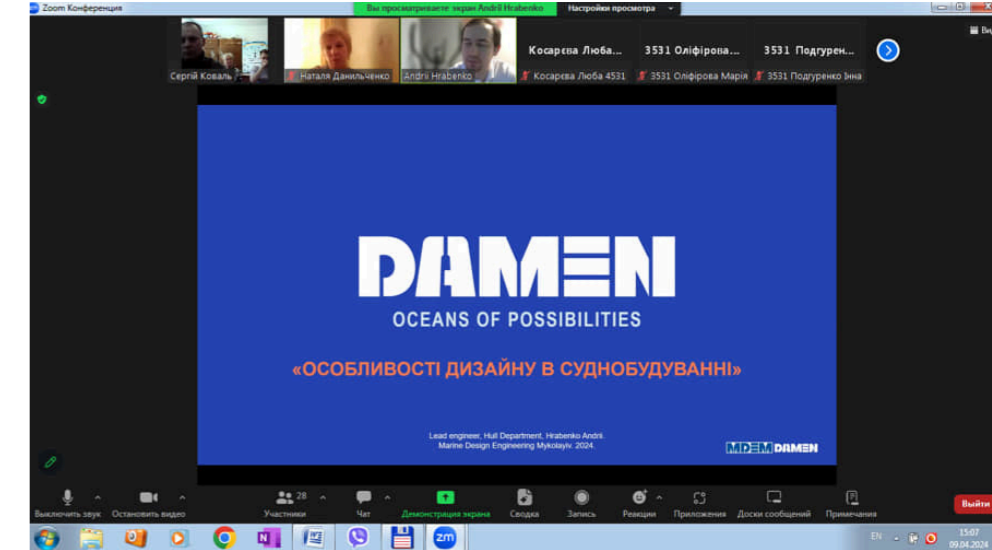 Zoom Конференция
Вы просматриваете экран Andrii Hrabenko
Настройки просмотра
Сергій Коваль
Наталя Данильченко
Andrii Hrabenko
Косарєва Люба...
Косарєва Люба 4531
3531 Оліфірова...
3531 Оліфірова Марія
3531 Подгурен...
3531 Подгуренко Інна
DAMEN
OCEANS OF POSSIBILITIES
«ОСОБЛИВОСТІ ДИЗАЙНУ В СУДНОБУДУВАННІ»
Lead engineer, Hull Department, Hrabenko Andrii.
Marine Design Engineering Mykolayiv. 2024.
MDEM DAMEN
Выключить звук
Остановить видео
28
Участники
Чат
Демонстрация экрана
Сводка
Запись
Реакции
Приложения
Доски сообщений
Примечания
Выйти
zm
EN
15:07
09.04.2024